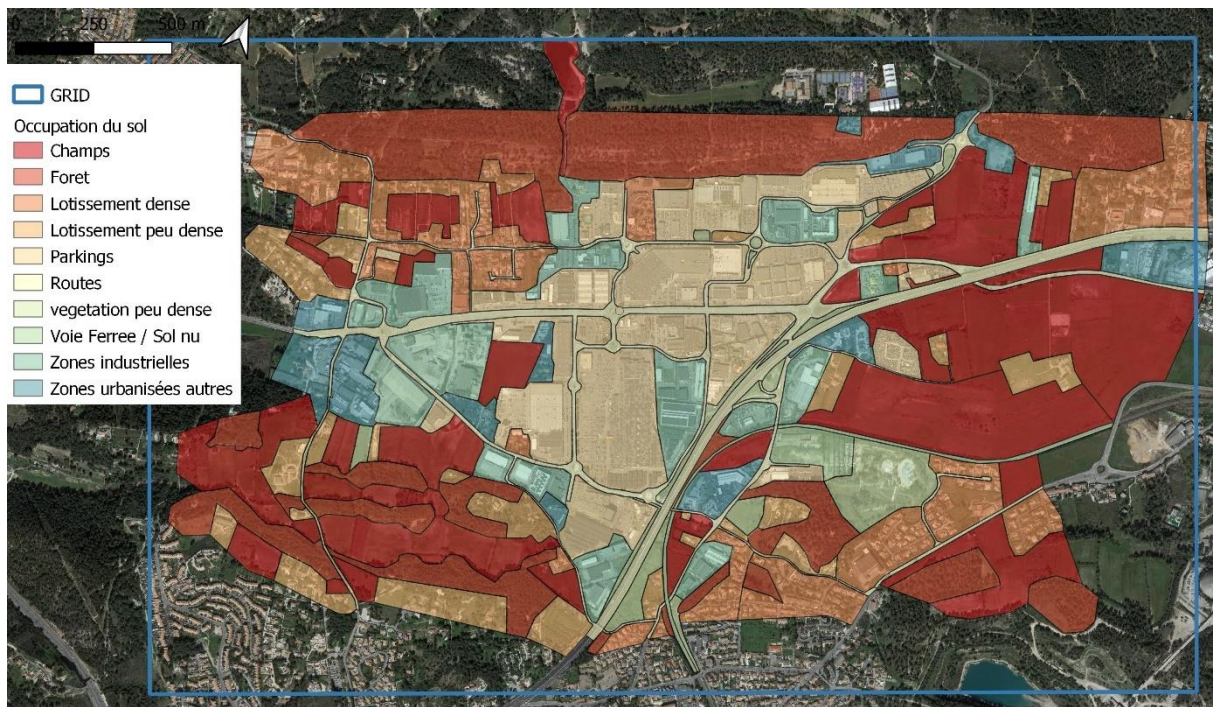 0 250 500 m
GRID
Occupation du sol
Champs
Foret
Lotissement dense
Lotissement peu dense
Parkings
Routes
vegetation peu dense
Voie Ferree / Sol nu
Zones industrielles
Zones urbanisées autres